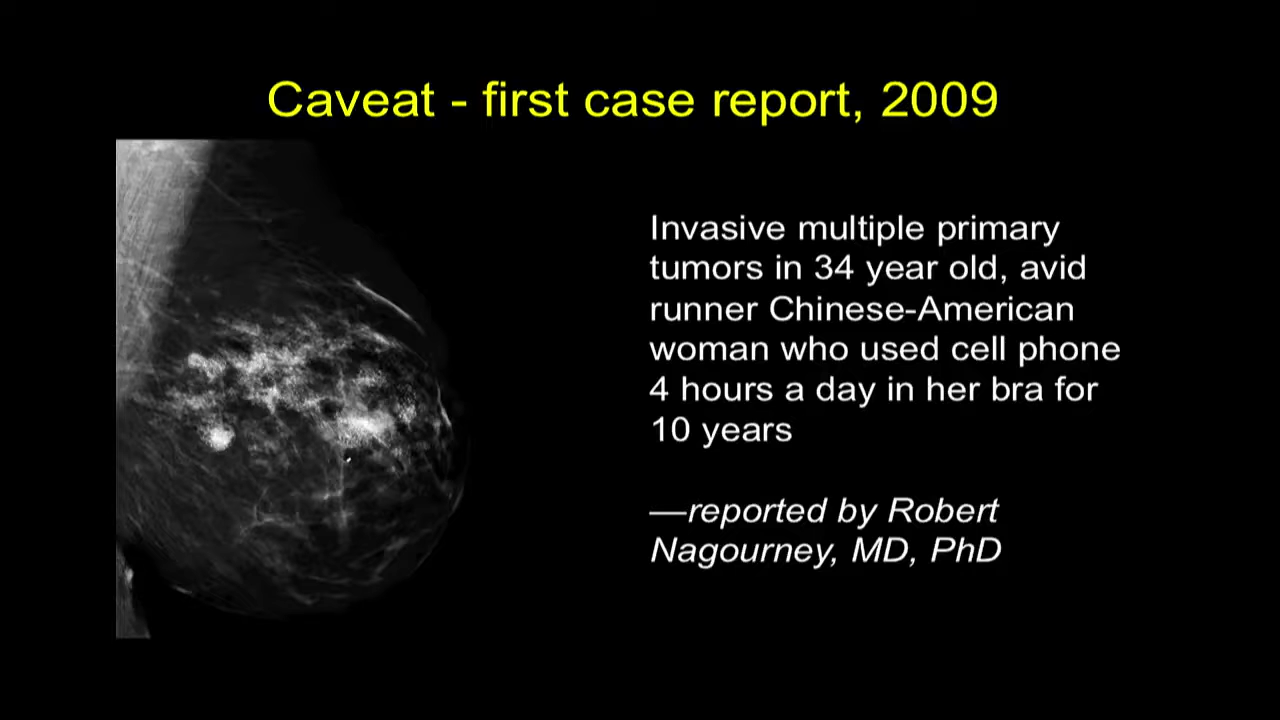 Caveat - first case report, 2009
Invasive multiple primary
tumors in 34 year old, avid
runner Chinese-American
woman who used cell phone
4 hours a day in her bra for
10 years
—reported by Robert
Nagourney, MD, PhD